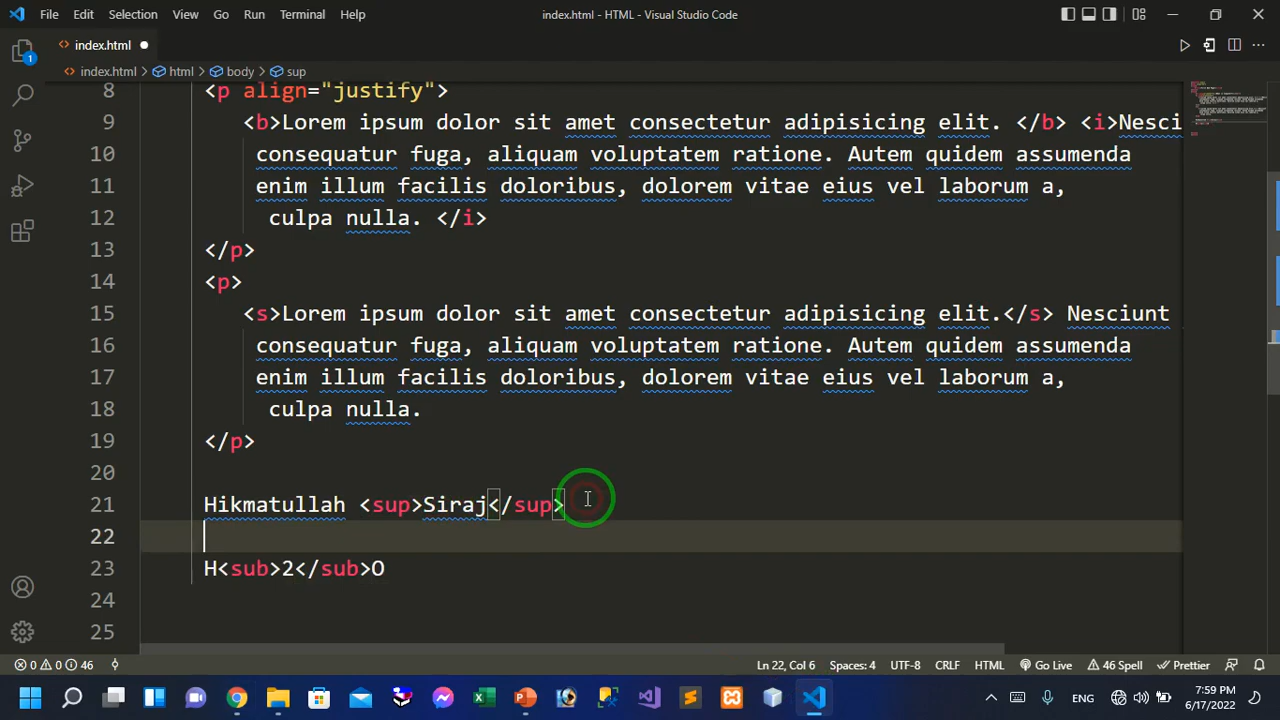 File Edit Selection View Go Run Terminal Help
index.html - HTML - Visual Studio Code
index.html
index.html > html > body > sup
8 <p align="justify">
9 <b>Lorem ipsum dolor sit amet consectetur adipisicing elit. </b> <i>Nesci
10 consequatur fuga, aliquam voluptatem ratione. Autem quidem assumenda
11 enim illum facilis doloribus, dolorem vitae eius vel laborum a,
12 culpa nulla. </i>
13 </p>
14 <p>
15 <s>Lorem ipsum dolor sit amet consectetur adipisicing elit.</s> Nesciunt
16 consequatur fuga, aliquam voluptatem ratione. Autem quidem assumenda
17 enim illum facilis doloribus, dolorem vitae eius vel laborum a,
18 culpa nulla.
19 </p>
20
21 Hikmatullah <sup>Siraj</sup>
22
23 H<sub>2</sub>O
24
25
1
0 0 46
Ln 22, Col 6 Spaces: 4 UTF-8 CRLF HTML Go Live 46 Spell Prettier
ENG 7:59 PM
6/17/2022